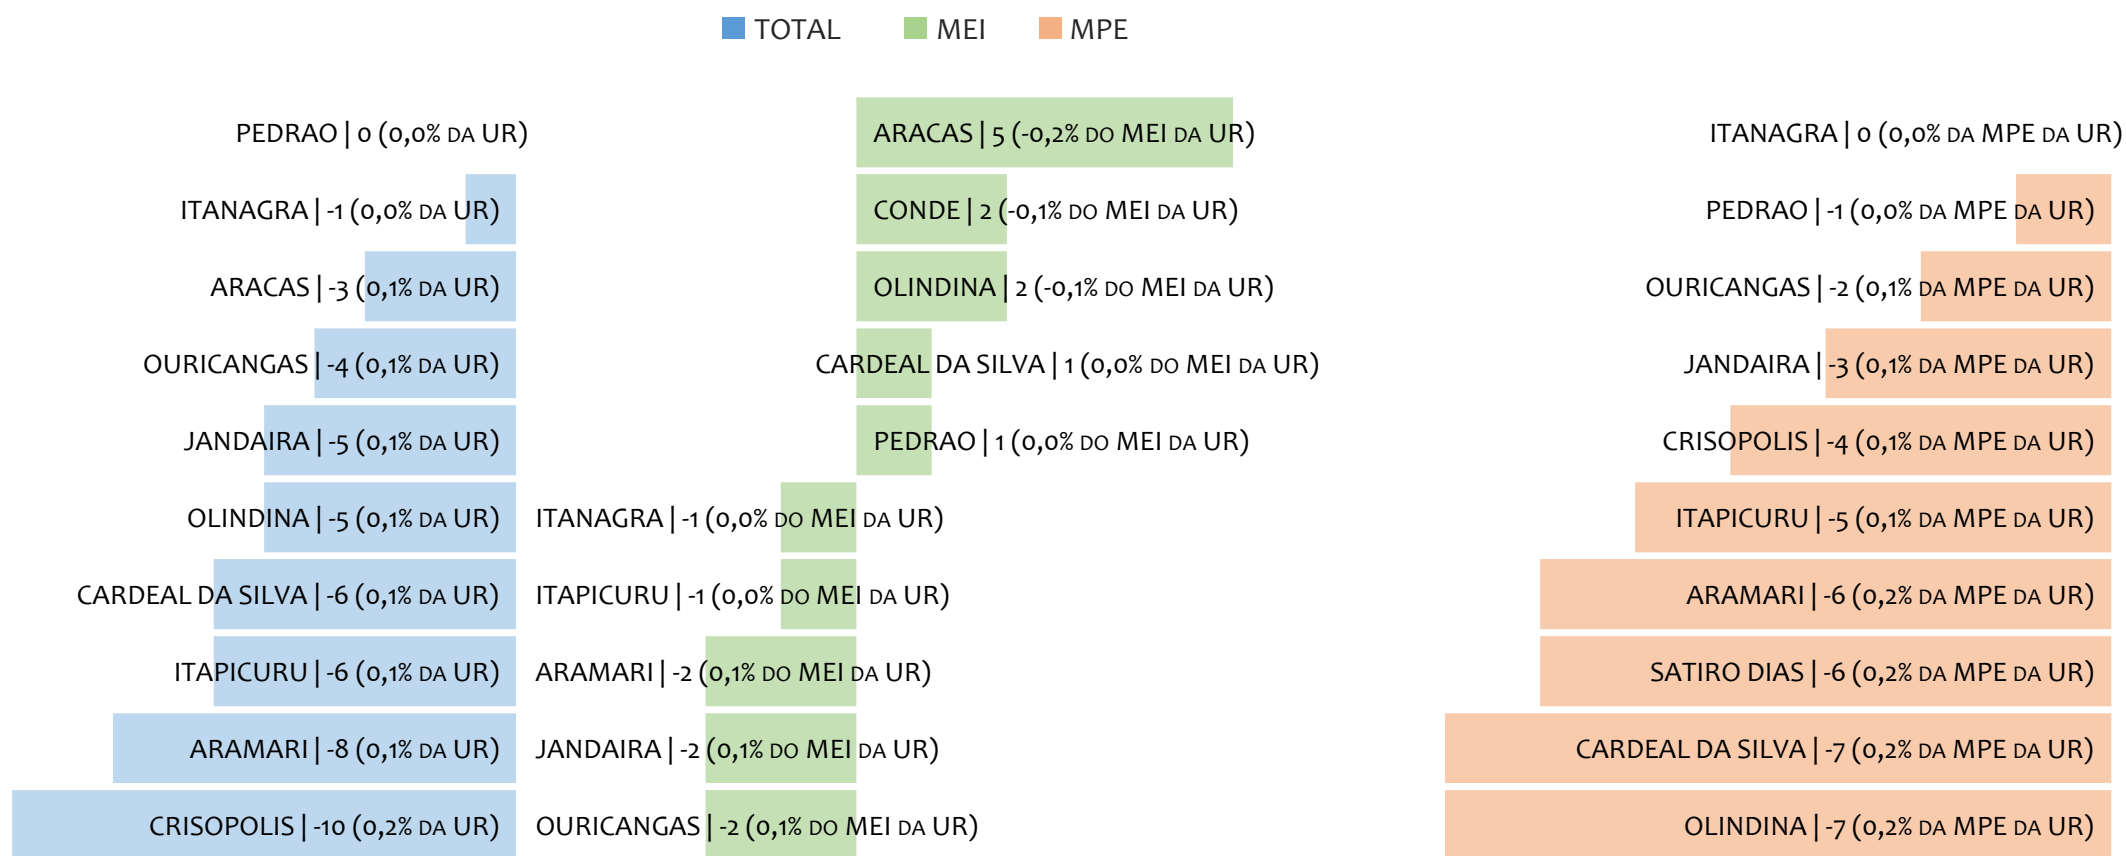 TOTAL MEI MPE
PEDRAO | 0 (0,0% DA UR)
ITANAGRA | -1 (0,0% DA UR)
ARACAS | -3 (0,1% DA UR)
OURICANGAS | -4 (0,1% DA UR)
JANDAIRA | -5 (0,1% DA UR)
OLINDINA | -5 (0,1% DA UR)
CARDEAL DA SILVA | -6 (0,1% DA UR)
ITAPICURU | -6 (0,1% DA UR)
ARAMARI | -8 (0,1% DA UR)
CRISOPOLIS | -10 (0,2% DA UR)
ARACAS | 5 (-0,2% DO MEI DA UR)
CONDE | 2 (-0,1% DO MEI DA UR)
OLINDINA | 2 (-0,1% DO MEI DA UR)
CARDEAL DA SILVA | 1 (0,0% DO MEI DA UR)
PEDRAO | 1 (0,0% DO MEI DA UR)
ITANAGRA | -1 (0,0% DO MEI DA UR)
ITAPICURU | -1 (0,0% DO MEI DA UR)
ARAMARI | -2 (0,1% DO MEI DA UR)
JANDAIRA | -2 (0,1% DO MEI DA UR)
OURICANGAS | -2 (0,1% DO MEI DA UR)
ITANAGRA | 0 (0,0% DA MPE DA UR)
PEDRAO | -1 (0,0% DA MPE DA UR)
OURICANGAS | -2 (0,1% DA MPE DA UR)
JANDAIRA | -3 (0,1% DA MPE DA UR)
CRISOPOLIS | -4 (0,1% DA MPE DA UR)
ITAPICURU | -5 (0,1% DA MPE DA UR)
ARAMARI | -6 (0,2% DA MPE DA UR)
SATIRO DIAS | -6 (0,2% DA MPE DA UR)
CARDEAL DA SILVA | -7 (0,2% DA MPE DA UR)
OLINDINA | -7 (0,2% DA MPE DA UR)